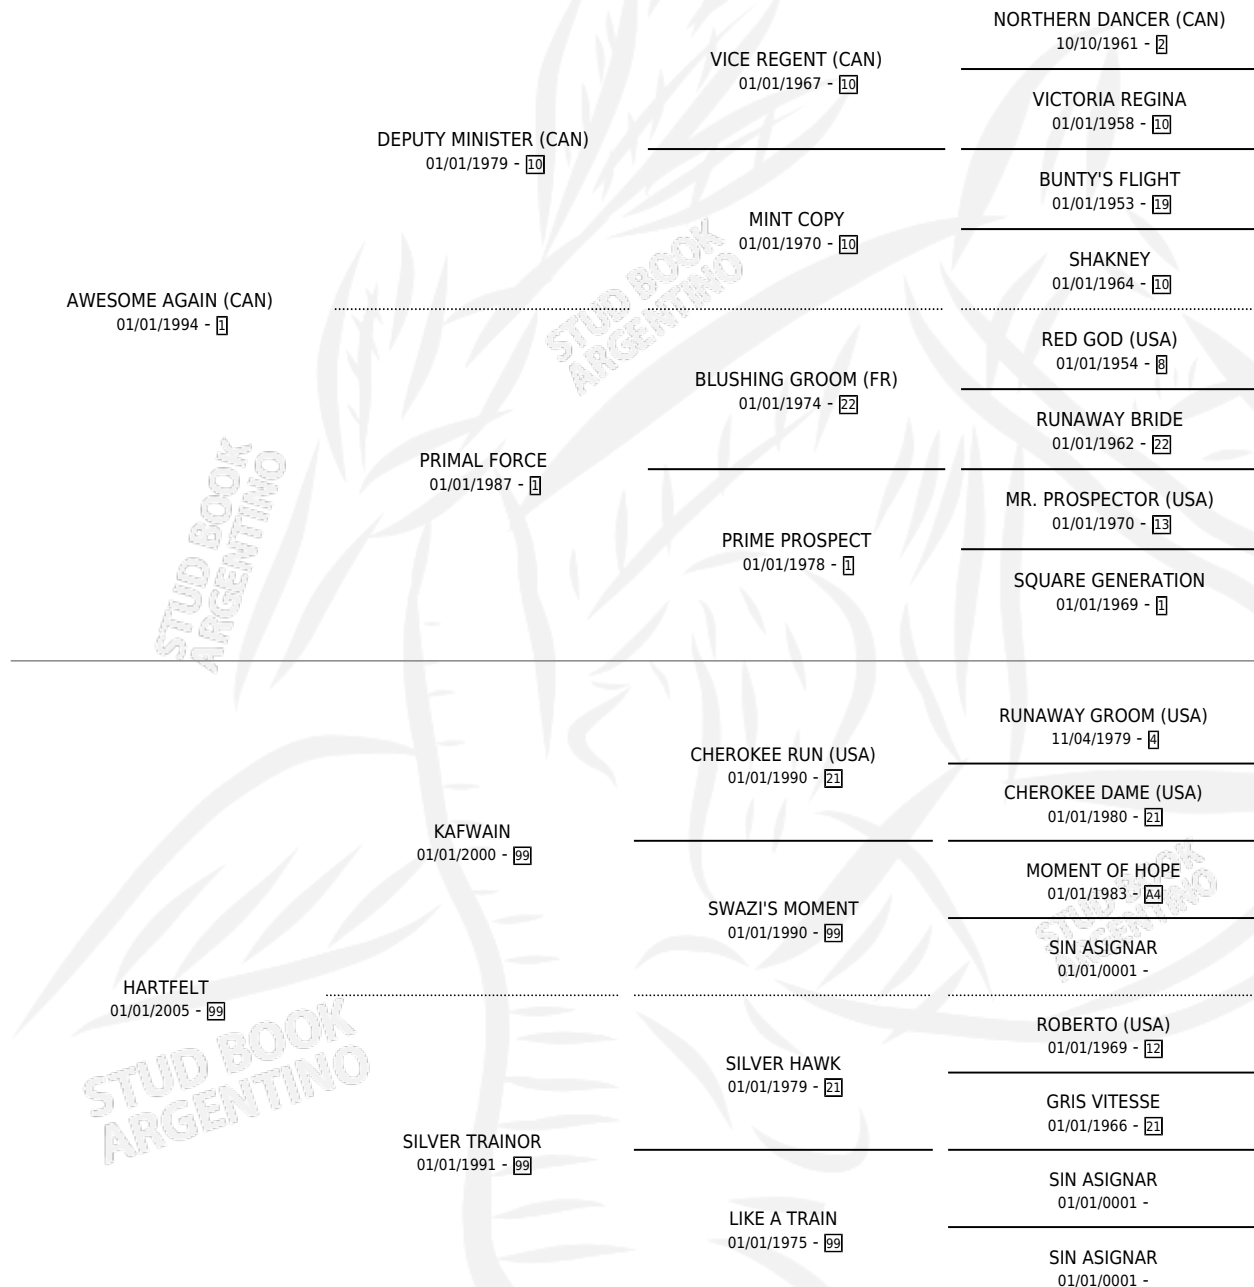 NORTHERN DANCER (CAN)
10/10/1961 - 2
VICE REGENT (CAN)
01/01/1967 - 10
VICTORIA REGINA
01/01/1958 - 10
DEPUTY MINISTER (CAN)
01/01/1979 - 10
BUNTY'S FLIGHT
01/01/1953 - 19
MINT COPY
01/01/1970 - 10
SHAKNEY
01/01/1964 - 10
AWESOME AGAIN (CAN)
01/01/1994 - 1
STUD BOOK
ARGENTINO
RED GOD (USA)
01/01/1954 - 8
BLUSHING GROOM (FR)
01/01/1974 - 22
RUNAWAY BRIDE
01/01/1962 - 22
PRIMAL FORCE
01/01/1987 - 1
MR. PROSPECTOR (USA)
01/01/1970 - 13
PRIME PROSPECT
01/01/1978 - 1
SQUARE GENERATION
01/01/1969 - 1
STUD BOOK
ARGENTINO
RUNAWAY GROOM (USA)
11/04/1979 - 4
CHEROKEE RUN (USA)
01/01/1990 - 21
CHEROKEE DAME (USA)
01/01/1980 - 21
KAFWAIN
01/01/2000 - 99
MOMENT OF HOPE
01/01/1983 - A4
SWAZI'S MOMENT
01/01/1990 - 99
STUD BOOK
ARGENTINO
SIN ASIGNAR
01/01/0001 -
HARTFELT
01/01/2005 - 99
STUD BOOK
ARGENTINO
ROBERTO (USA)
01/01/1969 - 12
SILVER HAWK
01/01/1979 - 21
GRIS VITESSE
01/01/1966 - 21
SILVER TRAINOR
01/01/1991 - 99
SIN ASIGNAR
01/01/0001 -
LIKE A TRAIN
01/01/1975 - 99
SIN ASIGNAR
01/01/0001 -